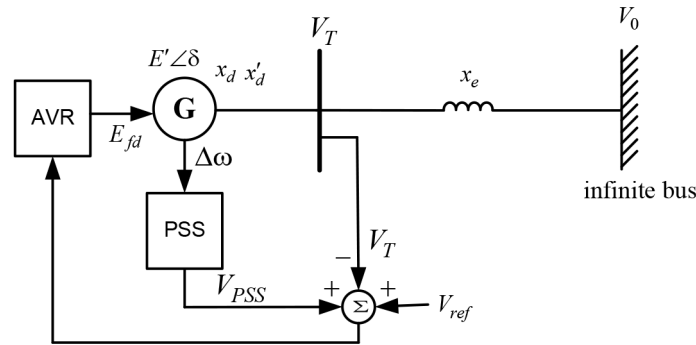 V_T
V_0
E'∠δ
x_d x'_d
x_e
AVR
G
E_fd
Δω
infinite bus
PSS
V_T
−
V_PSS
+
+
Σ
V_ref